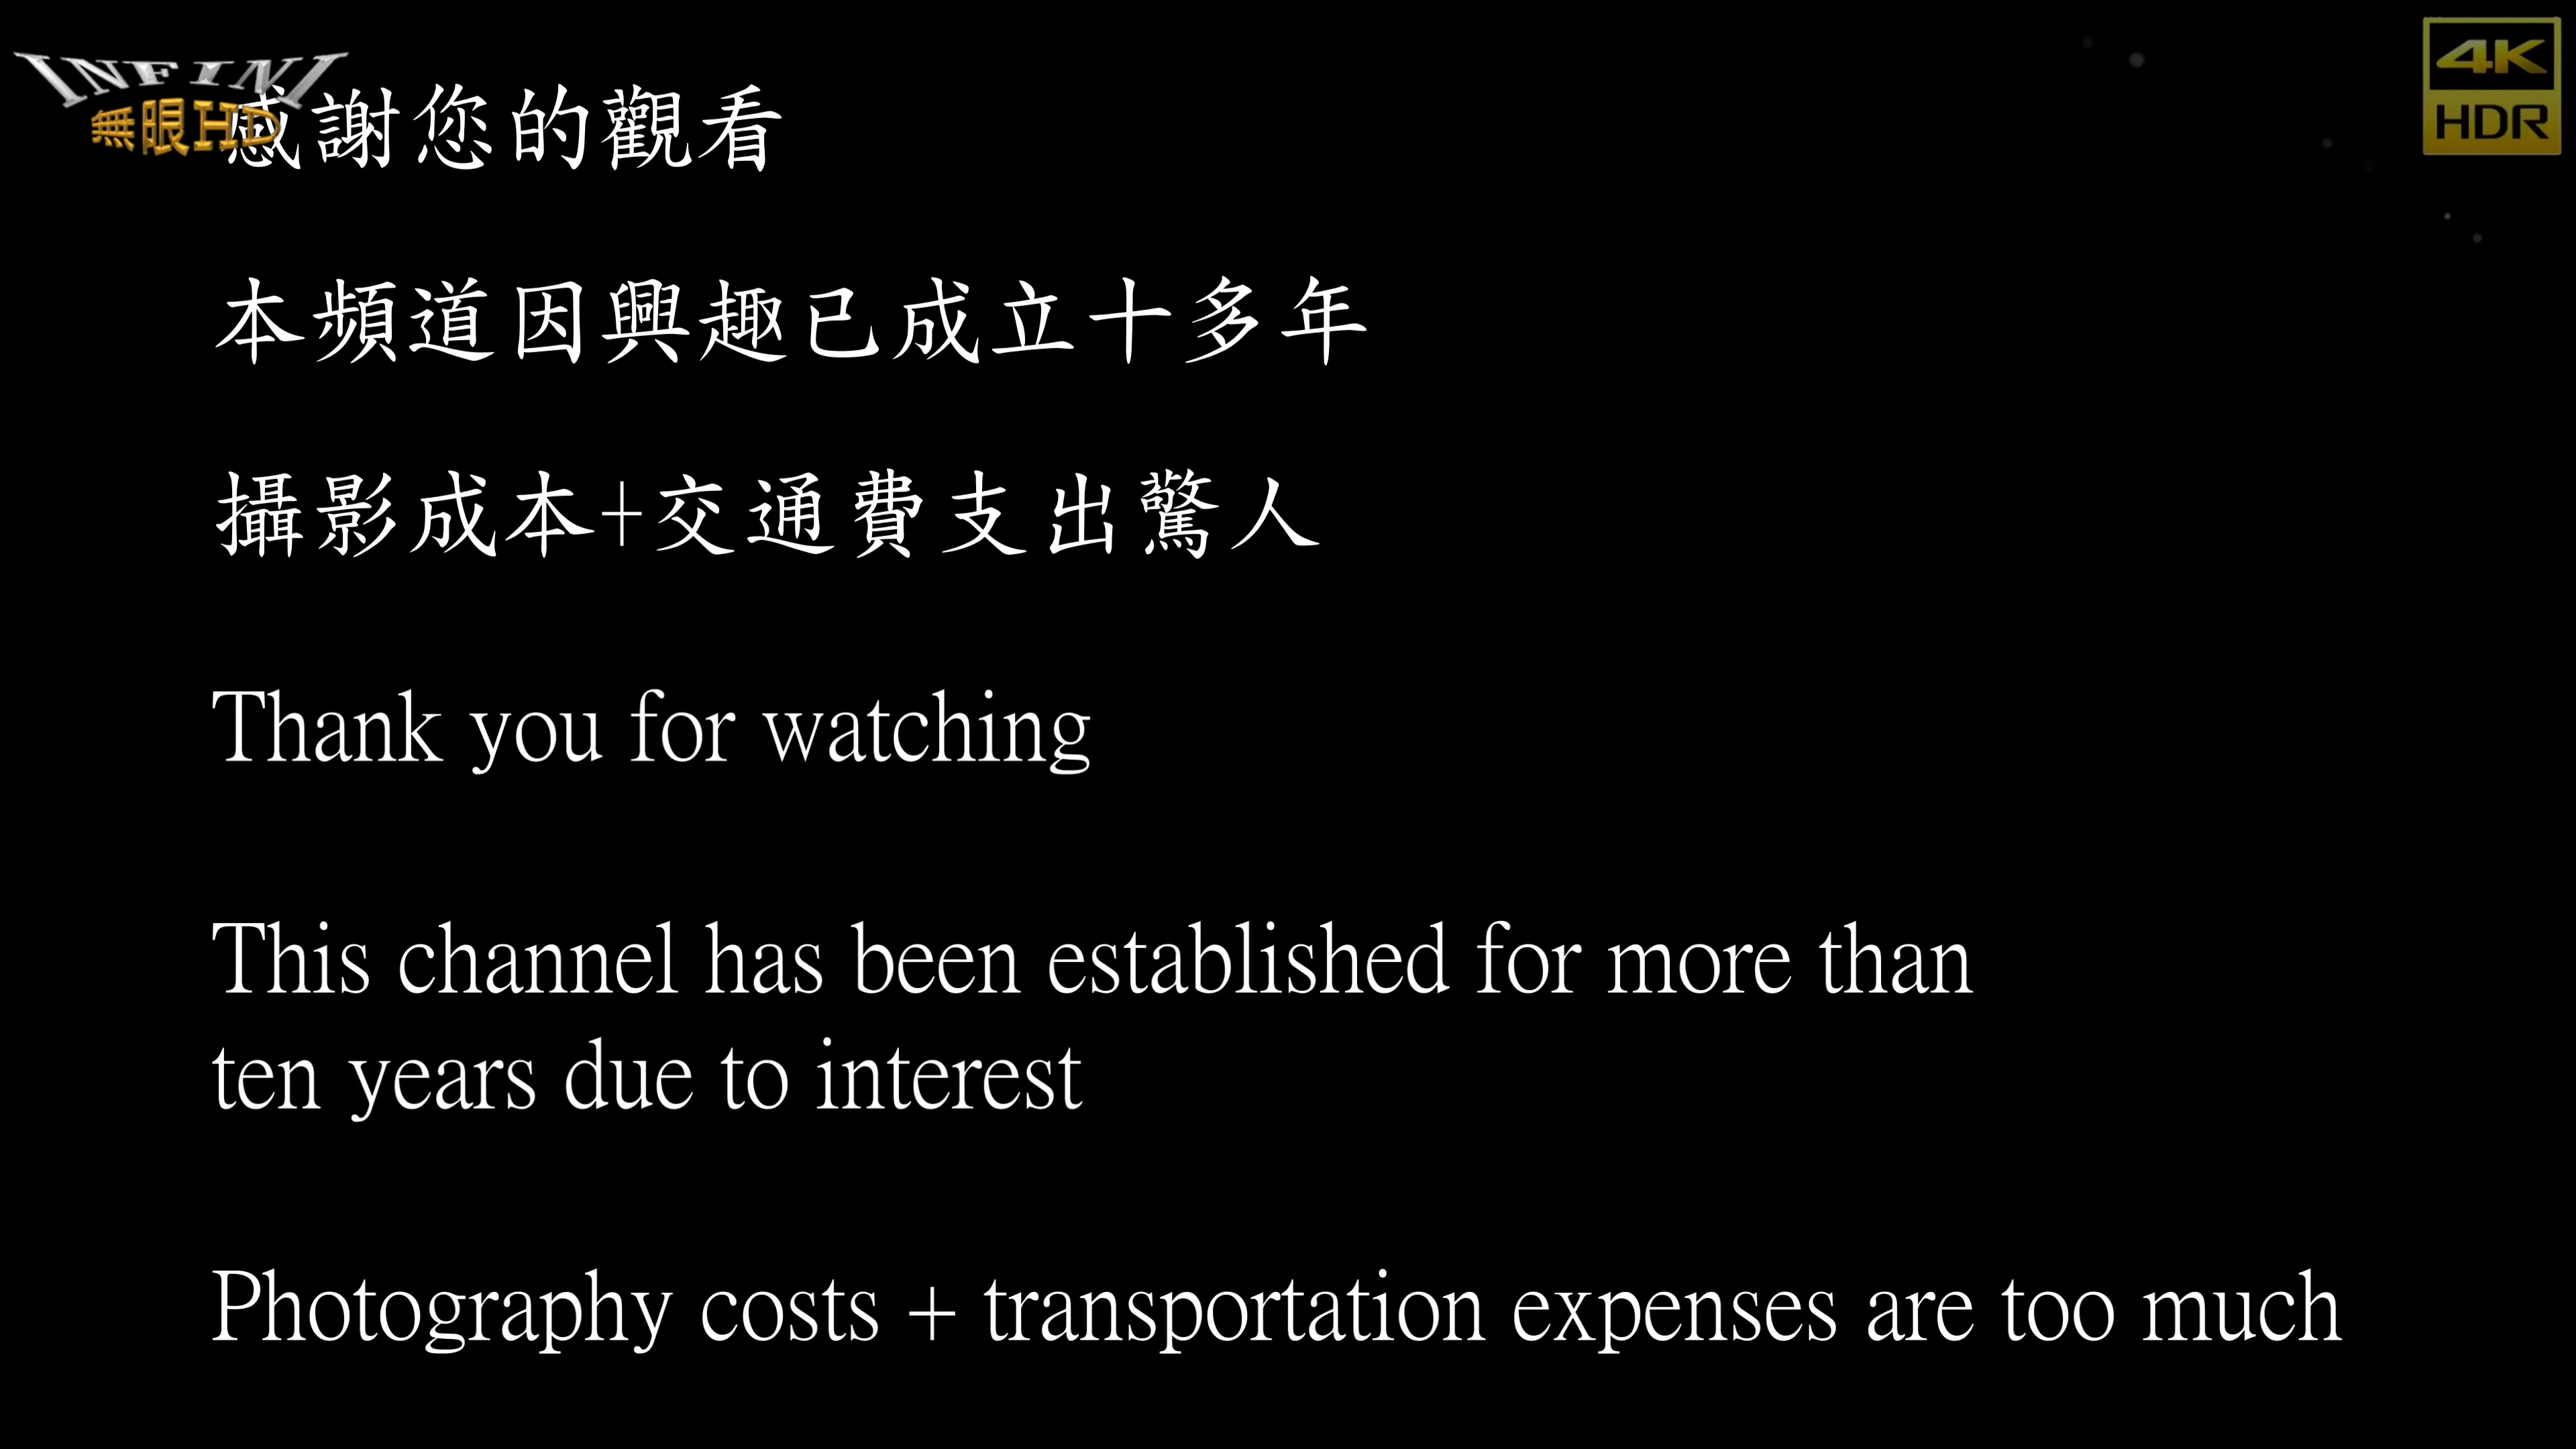 INFINI
無眼HD
4K
HDR
感謝您的觀看
本頻道因興趣已成立十多年
攝影成本+交通費支出驚人
Thank you for watching
This channel has been established for more than
ten years due to interest
Photography costs + transportation expenses are too much